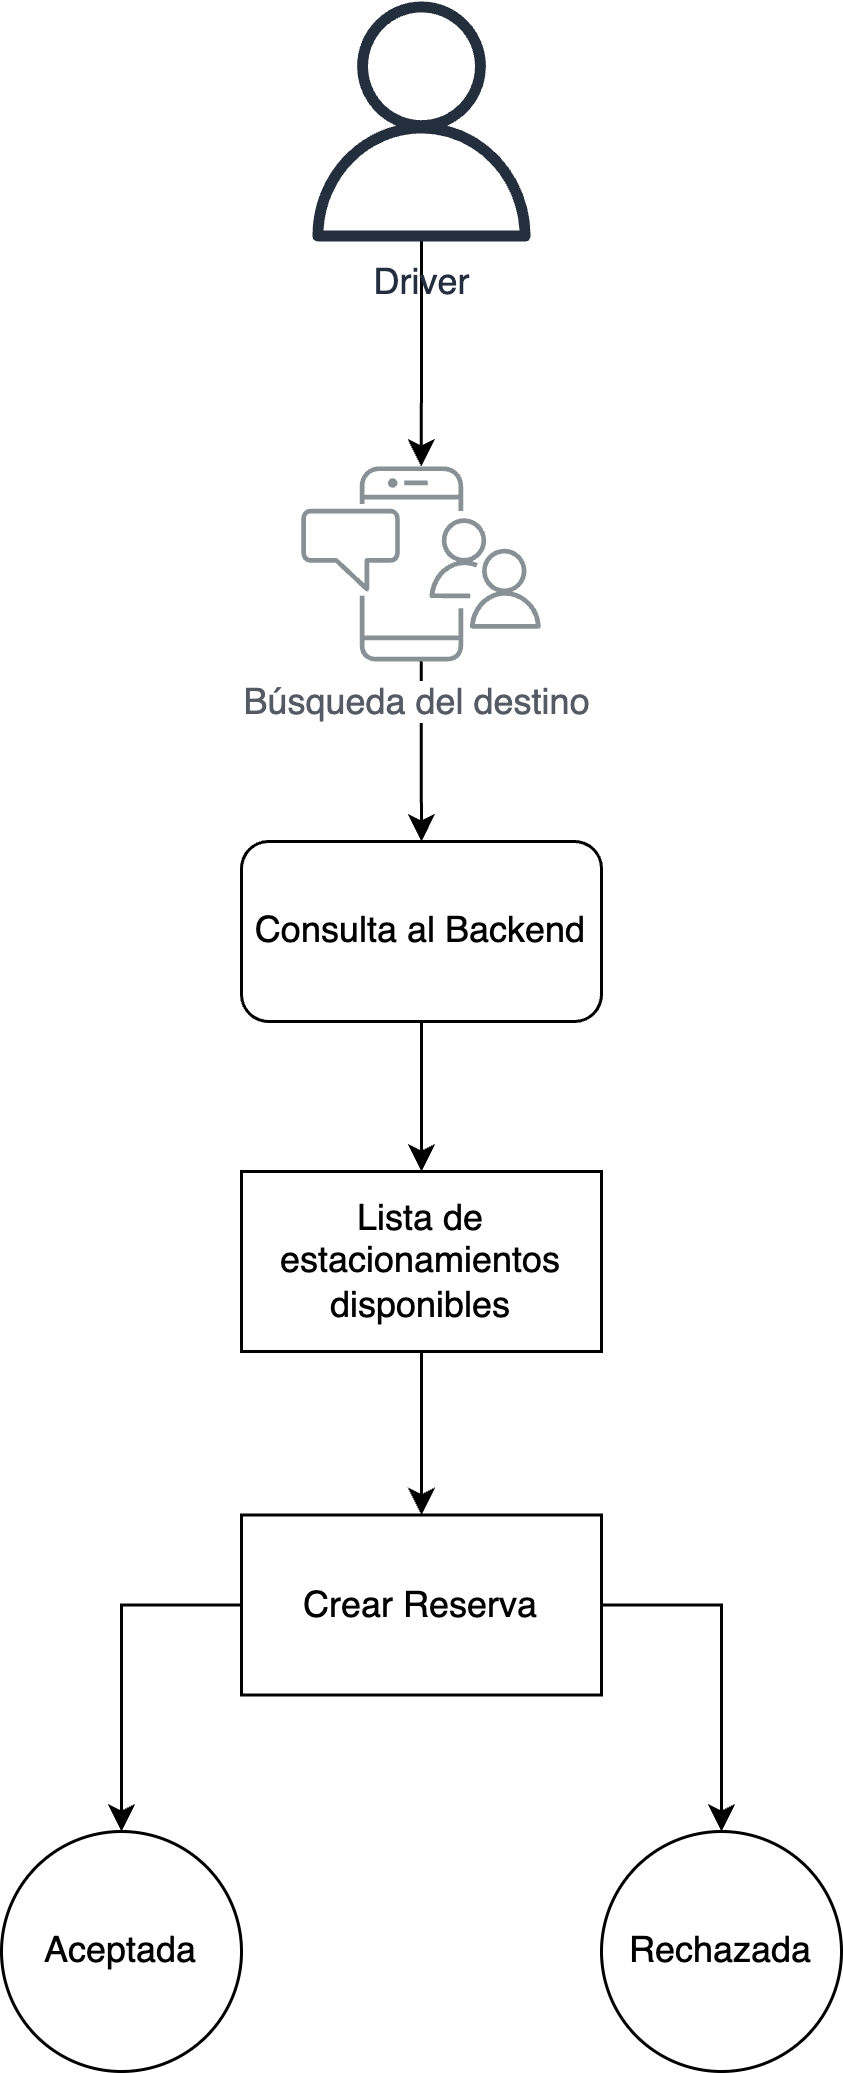 Driver
Búsqueda del destino
Consulta al Backend
Lista de
estacionamientos
disponibles
Crear Reserva
Aceptada
Rechazada